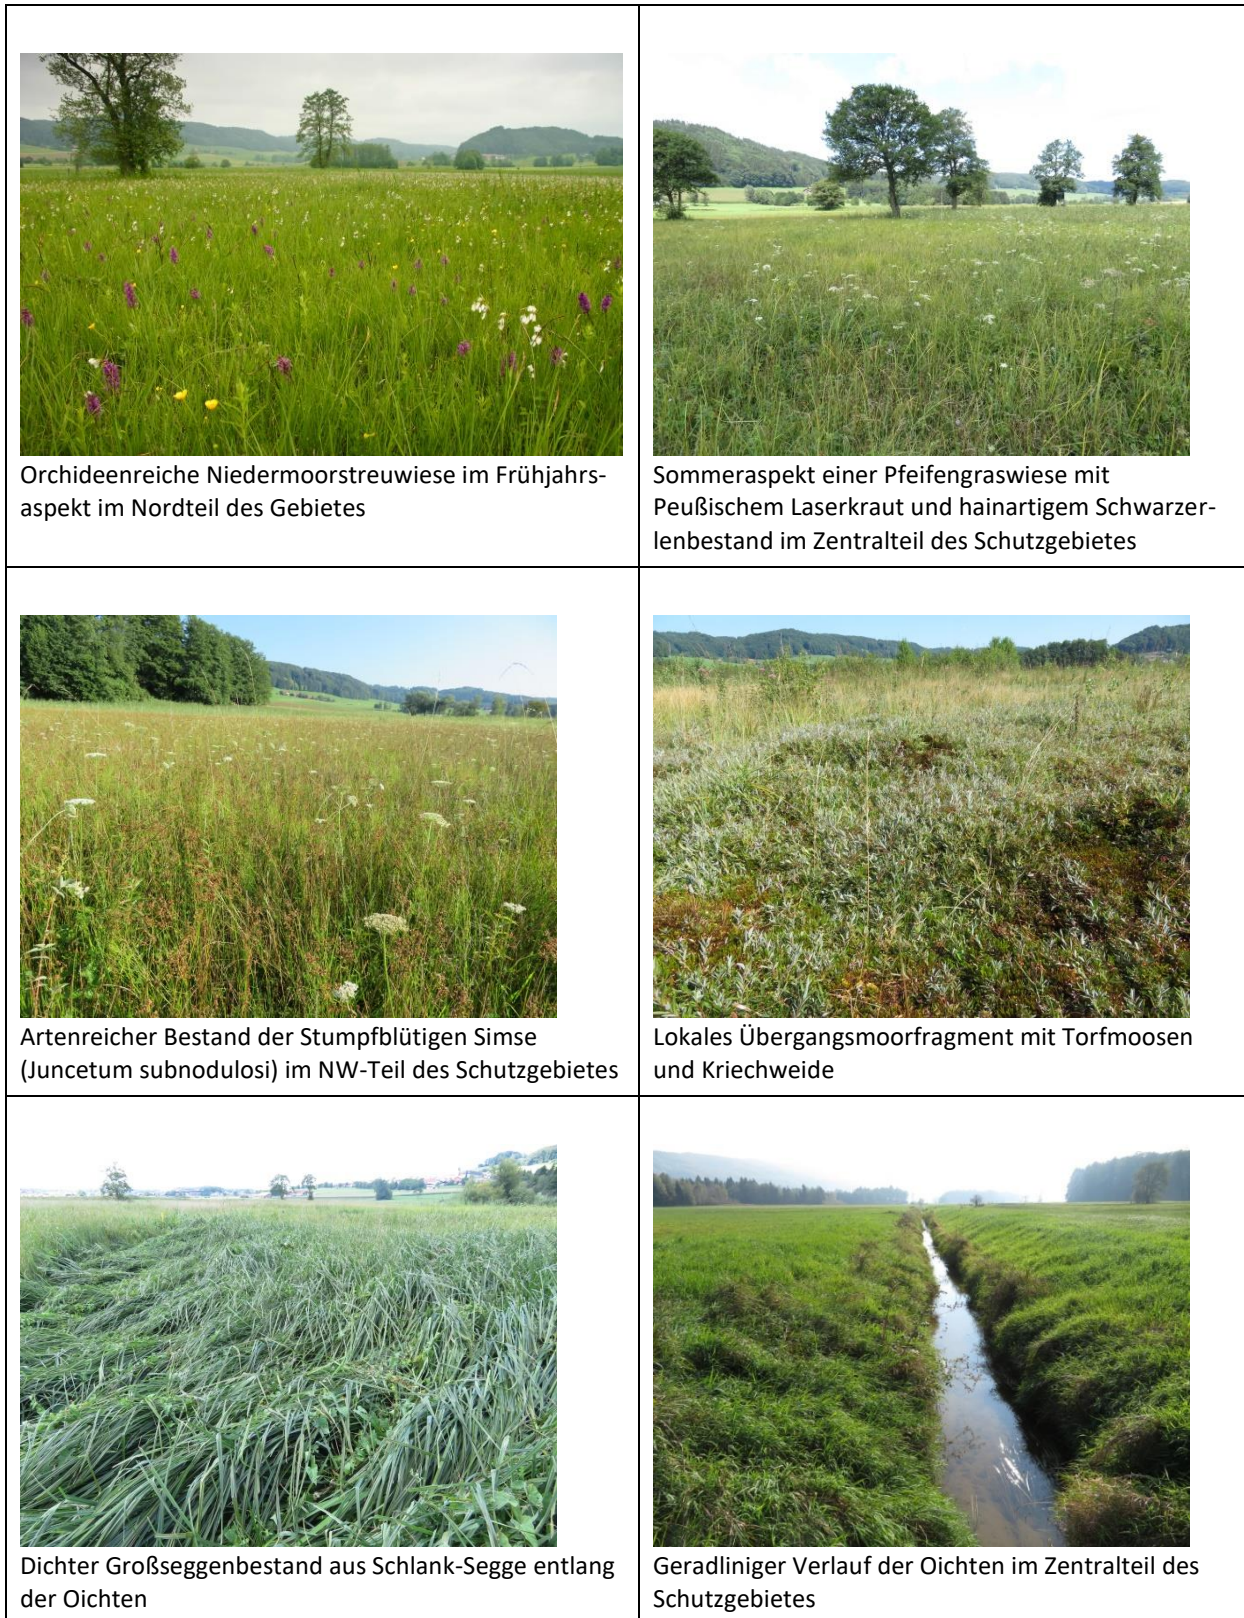 Orchideenreiche Niedermoorstreuwiese im Frühjahrs-
aspekt im Nordteil des Gebietes
Sommeraspekt einer Pfeifengraswiese mit
Peußischem Laserkraut und hainartigem Schwarzer-
lenbestand im Zentralteil des Schutzgebietes
Artenreicher Bestand der Stumpfblütigen Simse
(Juncetum subnodulosi) im NW-Teil des Schutzgebietes
Lokales Übergangsmoorfragment mit Torfmoosen
und Kriechweide
Dichter Großseggenbestand aus Schlank-Segge entlang
der Oichten
Geradliniger Verlauf der Oichten im Zentralteil des
Schutzgebietes